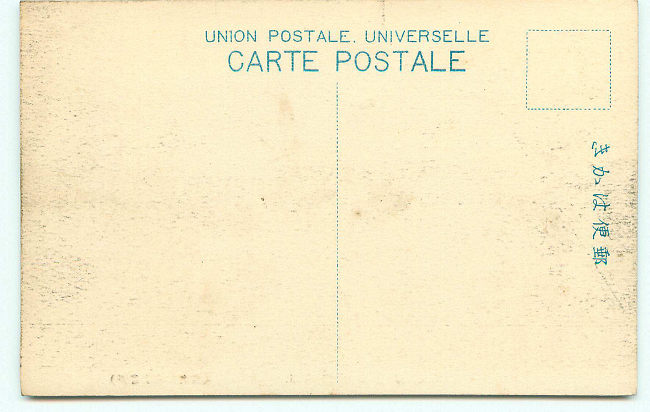 UNION POSTALE. UNIVERSELLE
CARTE POSTALE
郵便はかき